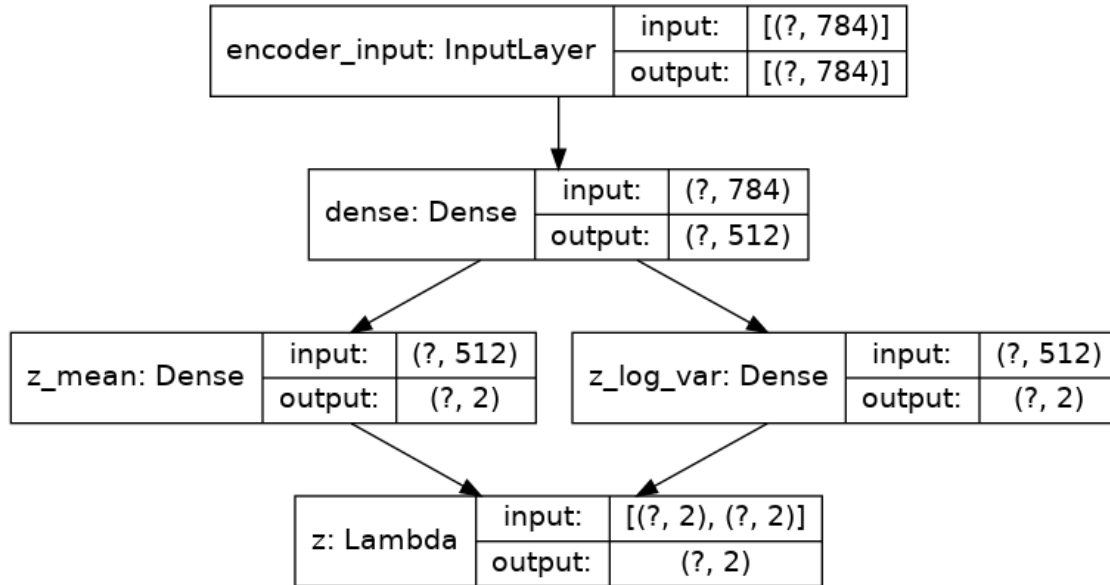 encoder_input: InputLayer
input:
[(?, 784)]
output:
[(?, 784)]
dense: Dense
input:
(?, 784)
output:
(?, 512)
z_mean: Dense
input:
(?, 512)
output:
(?, 2)
z_log_var: Dense
input:
(?, 512)
output:
(?, 2)
z: Lambda
input:
[(?, 2), (?, 2)]
output:
(?, 2)